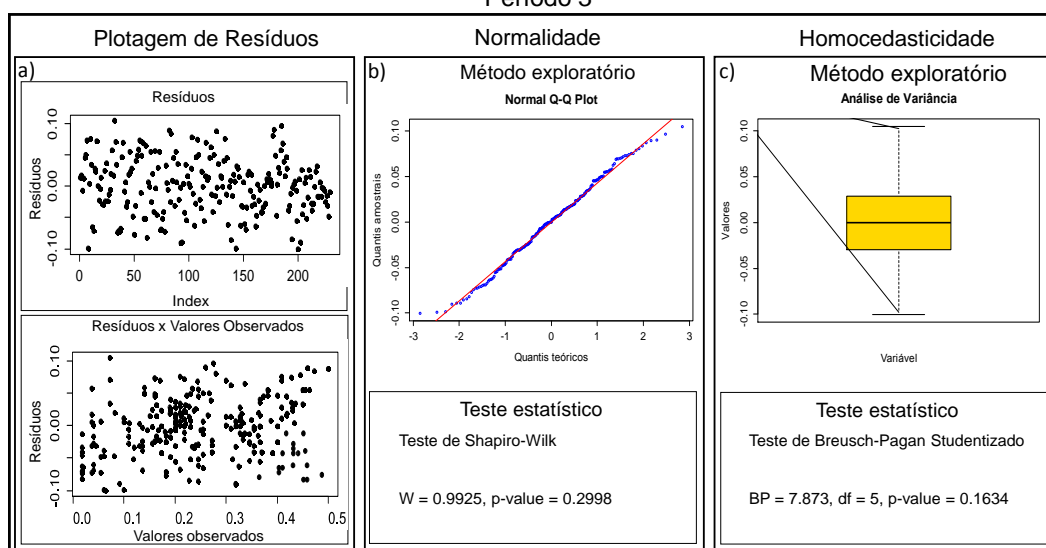 Período 3
Plotagem de Resíduos
a)
Resíduos
Resíduos
0.10
0.00
-0.10
0 50 100 150 200
Index
Resíduos x Valores Observados
Resíduos
0.10
0.00
-0.10
0.0 0.1 0.2 0.3 0.4 0.5
Valores observados
Normalidade
b)
Método exploratório
Normal Q-Q Plot
Quantis amostrais
0.10
0.05
0.00
-0.05
-0.10
-3 -2 -1 0 1 2 3
Quantis teóricos
Teste estatístico
Teste de Shapiro-Wilk
W = 0.9925, p-value = 0.2998
Homocedasticidade
c)
Método exploratório
Análise de Variância
Valores
0.10
0.05
0.00
-0.05
-0.10
Variável
Teste estatístico
Teste de Breusch-Pagan Studentizado
BP = 7.873, df = 5, p-value = 0.1634